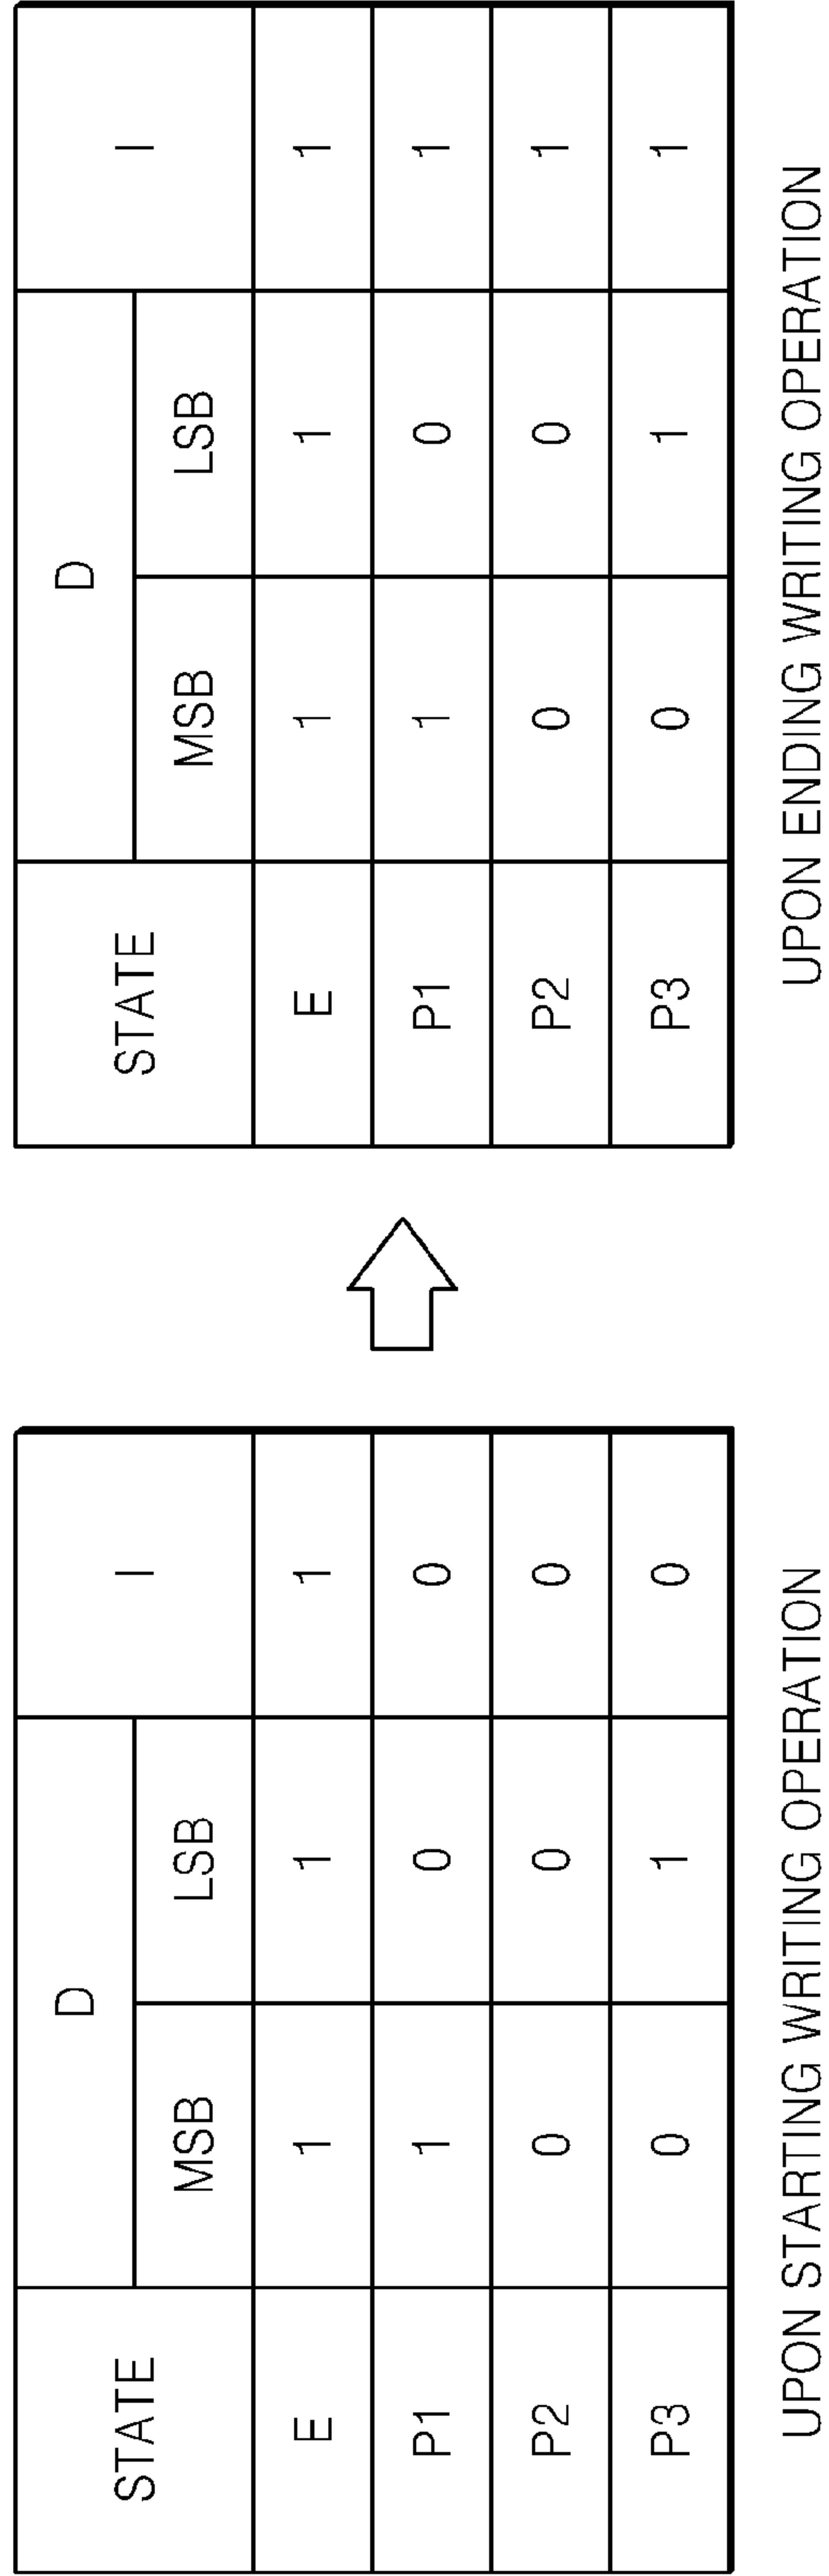 STATE D I
MSB LSB
E 1 1 1
P1 1 0 0
P2 0 0 0
P3 0 1 0
UPON STARTING WRITING OPERATION
STATE D I
MSB LSB
E 1 1 1
P1 1 0 1
P2 0 0 1
P3 0 1 1
UPON ENDING WRITING OPERATION